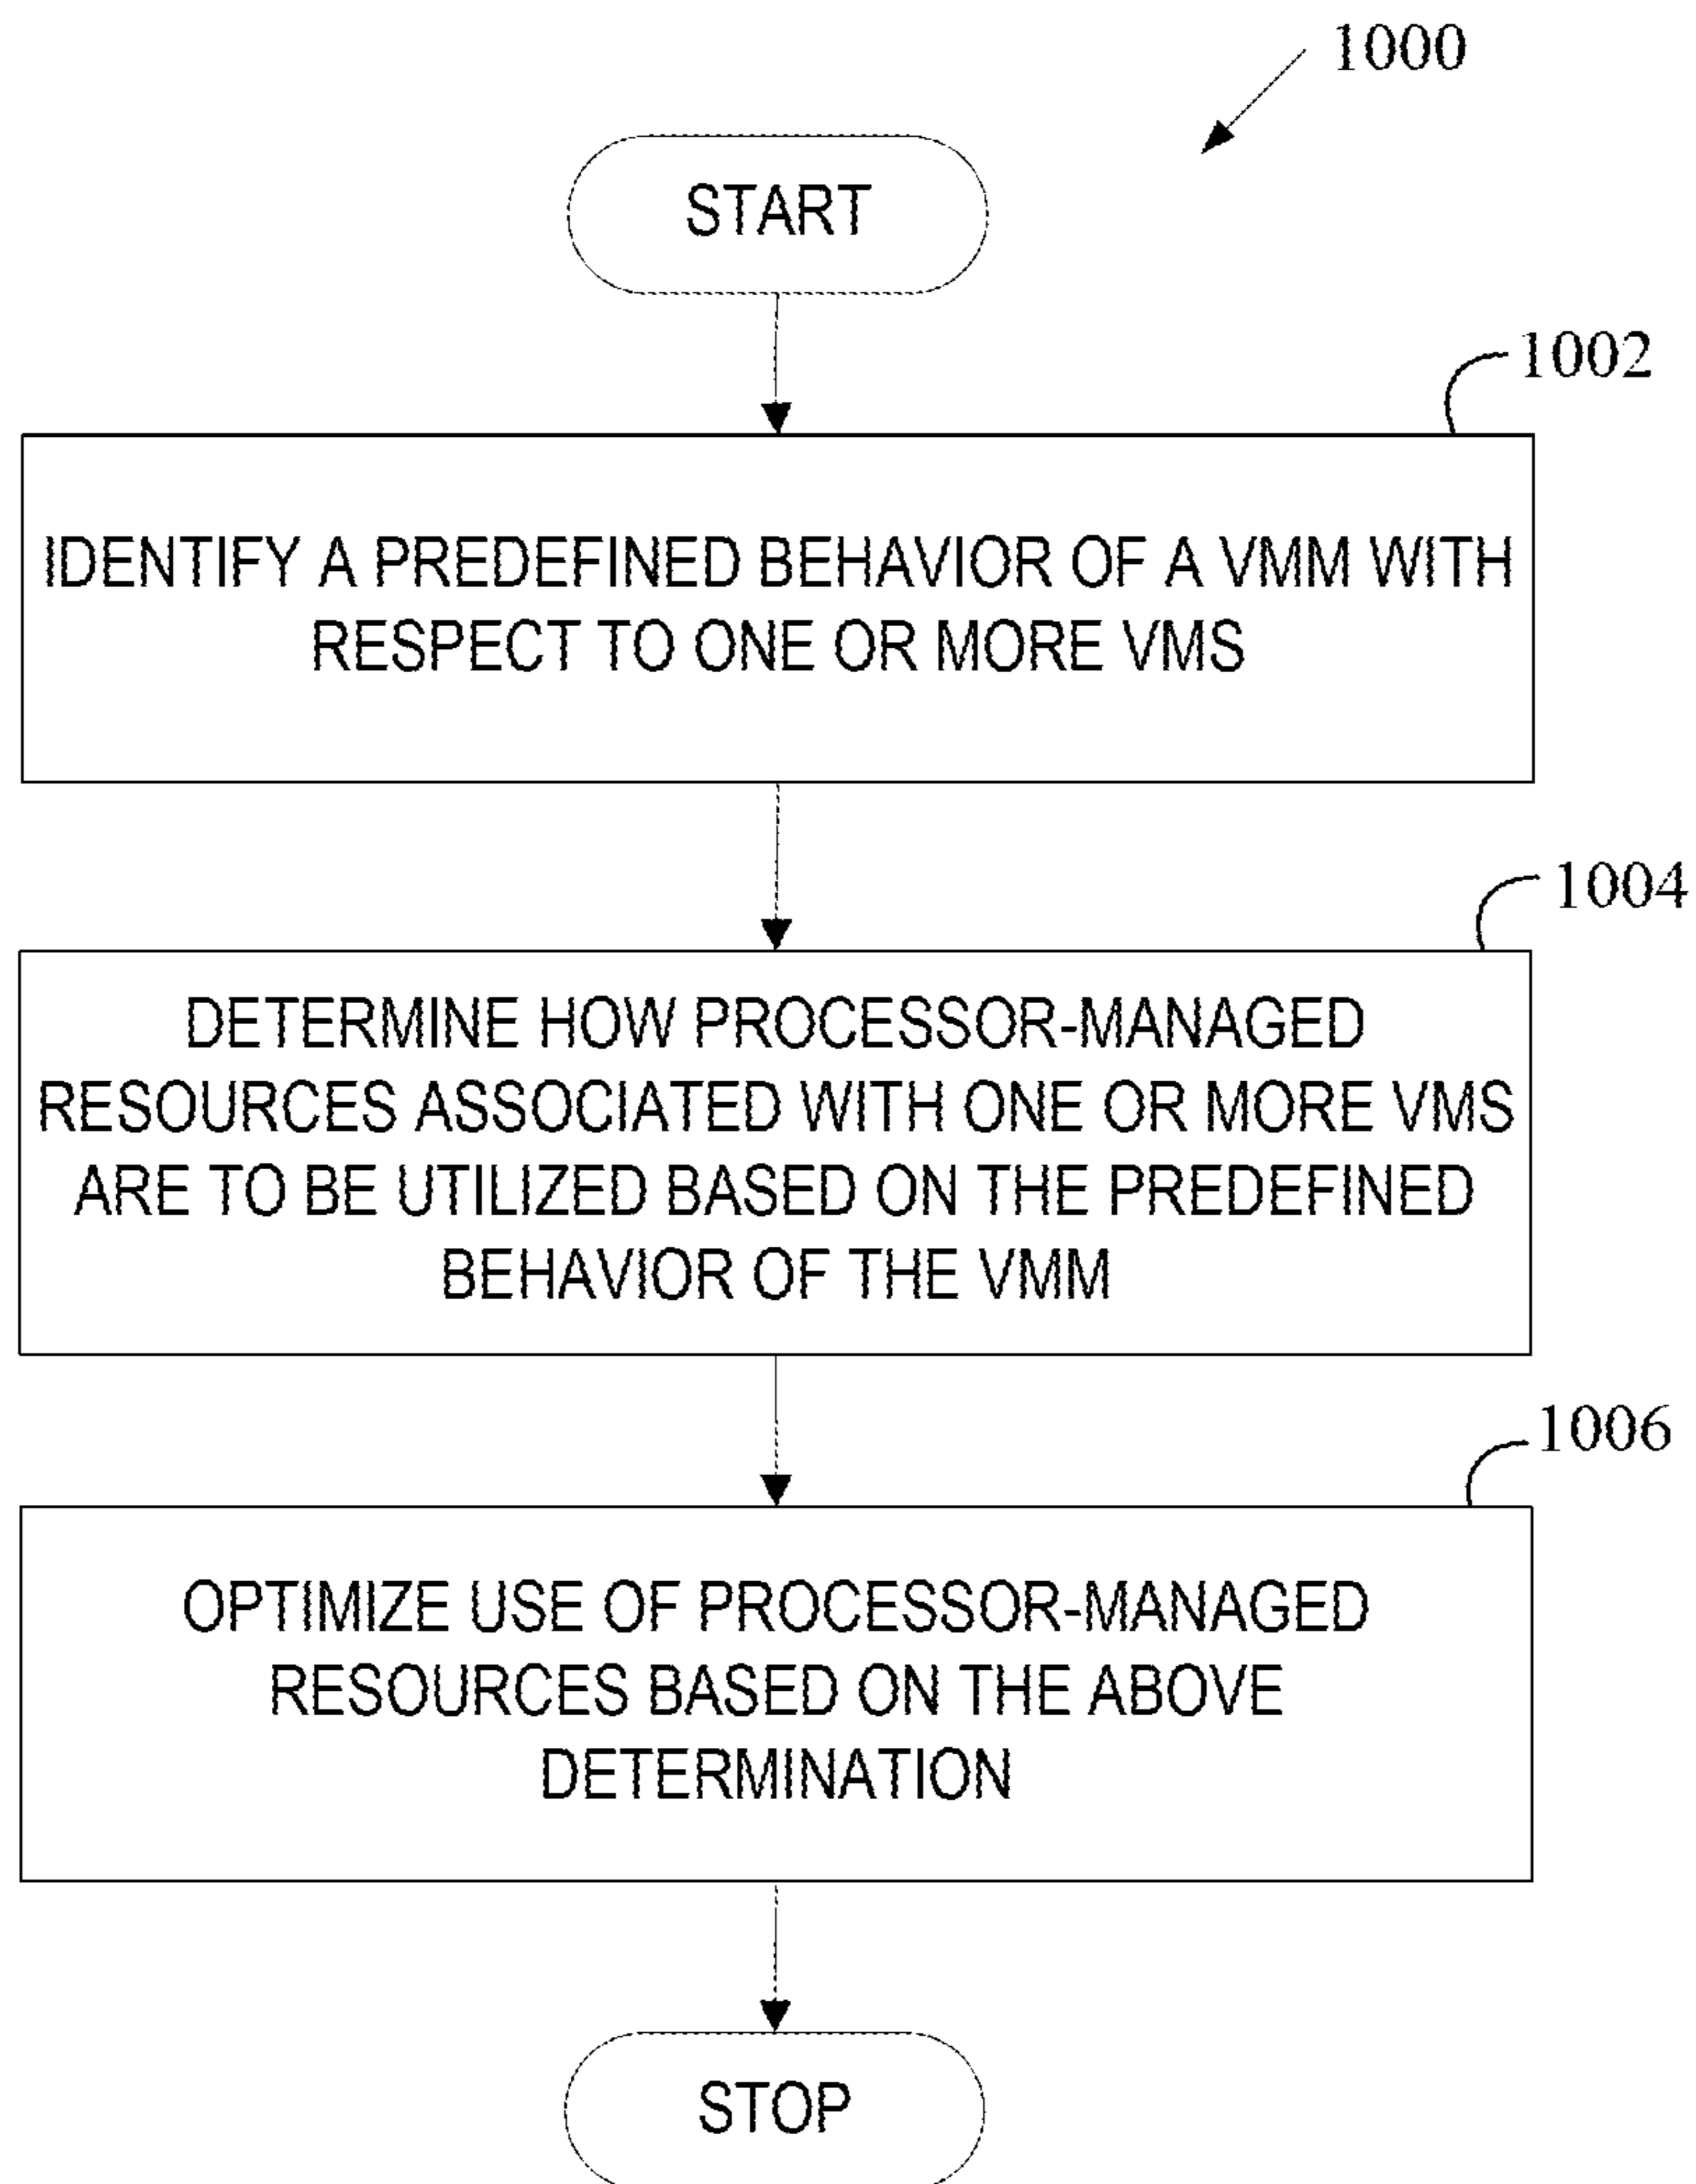 1000
START
1002
IDENTIFY A PREDEFINED BEHAVIOR OF A VMM WITH
RESPECT TO ONE OR MORE VMS
1004
DETERMINE HOW PROCESSOR-MANAGED
RESOURCES ASSOCIATED WITH ONE OR MORE VMS
ARE TO BE UTILIZED BASED ON THE PREDEFINED
BEHAVIOR OF THE VMM
1006
OPTIMIZE USE OF PROCESSOR-MANAGED
RESOURCES BASED ON THE ABOVE
DETERMINATION
STOP